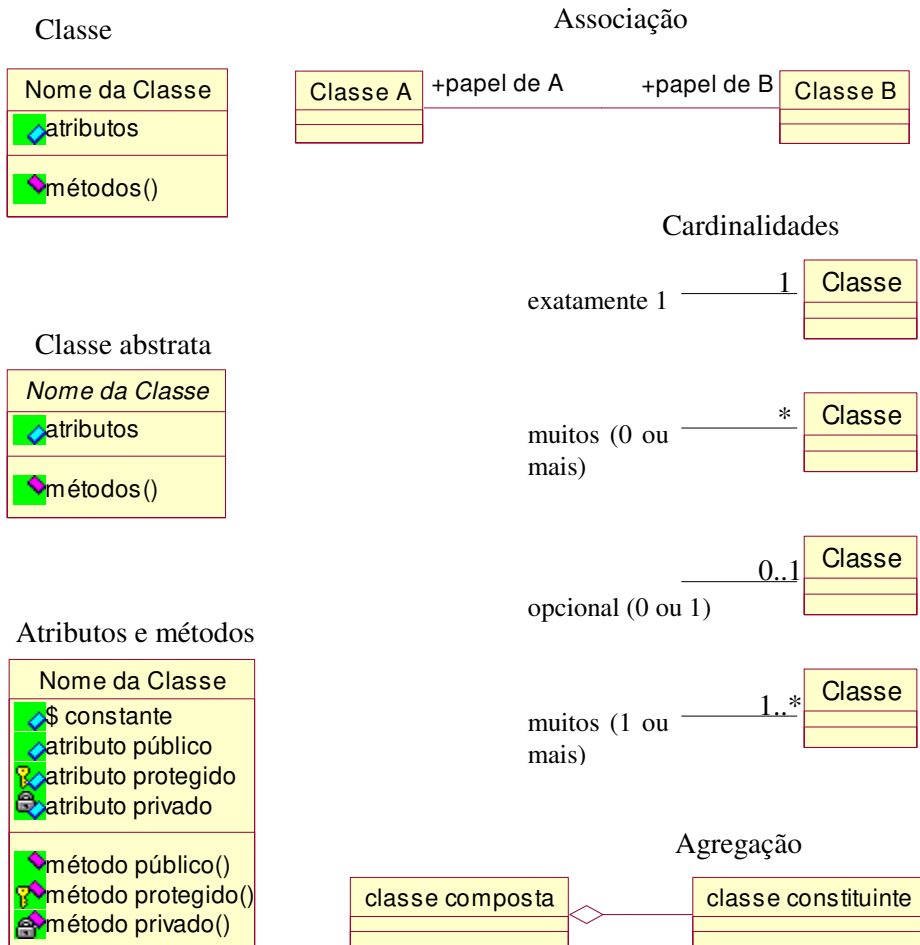 Classe
Nome da Classe
atributos
métodos()
Classe abstrata
Nome da Classe
atributos
métodos()
Atributos e métodos
Nome da Classe
$ constante
atributo público
atributo protegido
atributo privado
método público()
método protegido()
método privado()
Associação
Classe A
+papel de A
+papel de B
Classe B
Cardinalidades
exatamente 1
1
Classe
muitos (0 ou
mais)
*
Classe
opcional (0 ou 1)
0..1
Classe
muitos (1 ou
mais)
1..*
Classe
Agregação
classe composta
classe constituinte